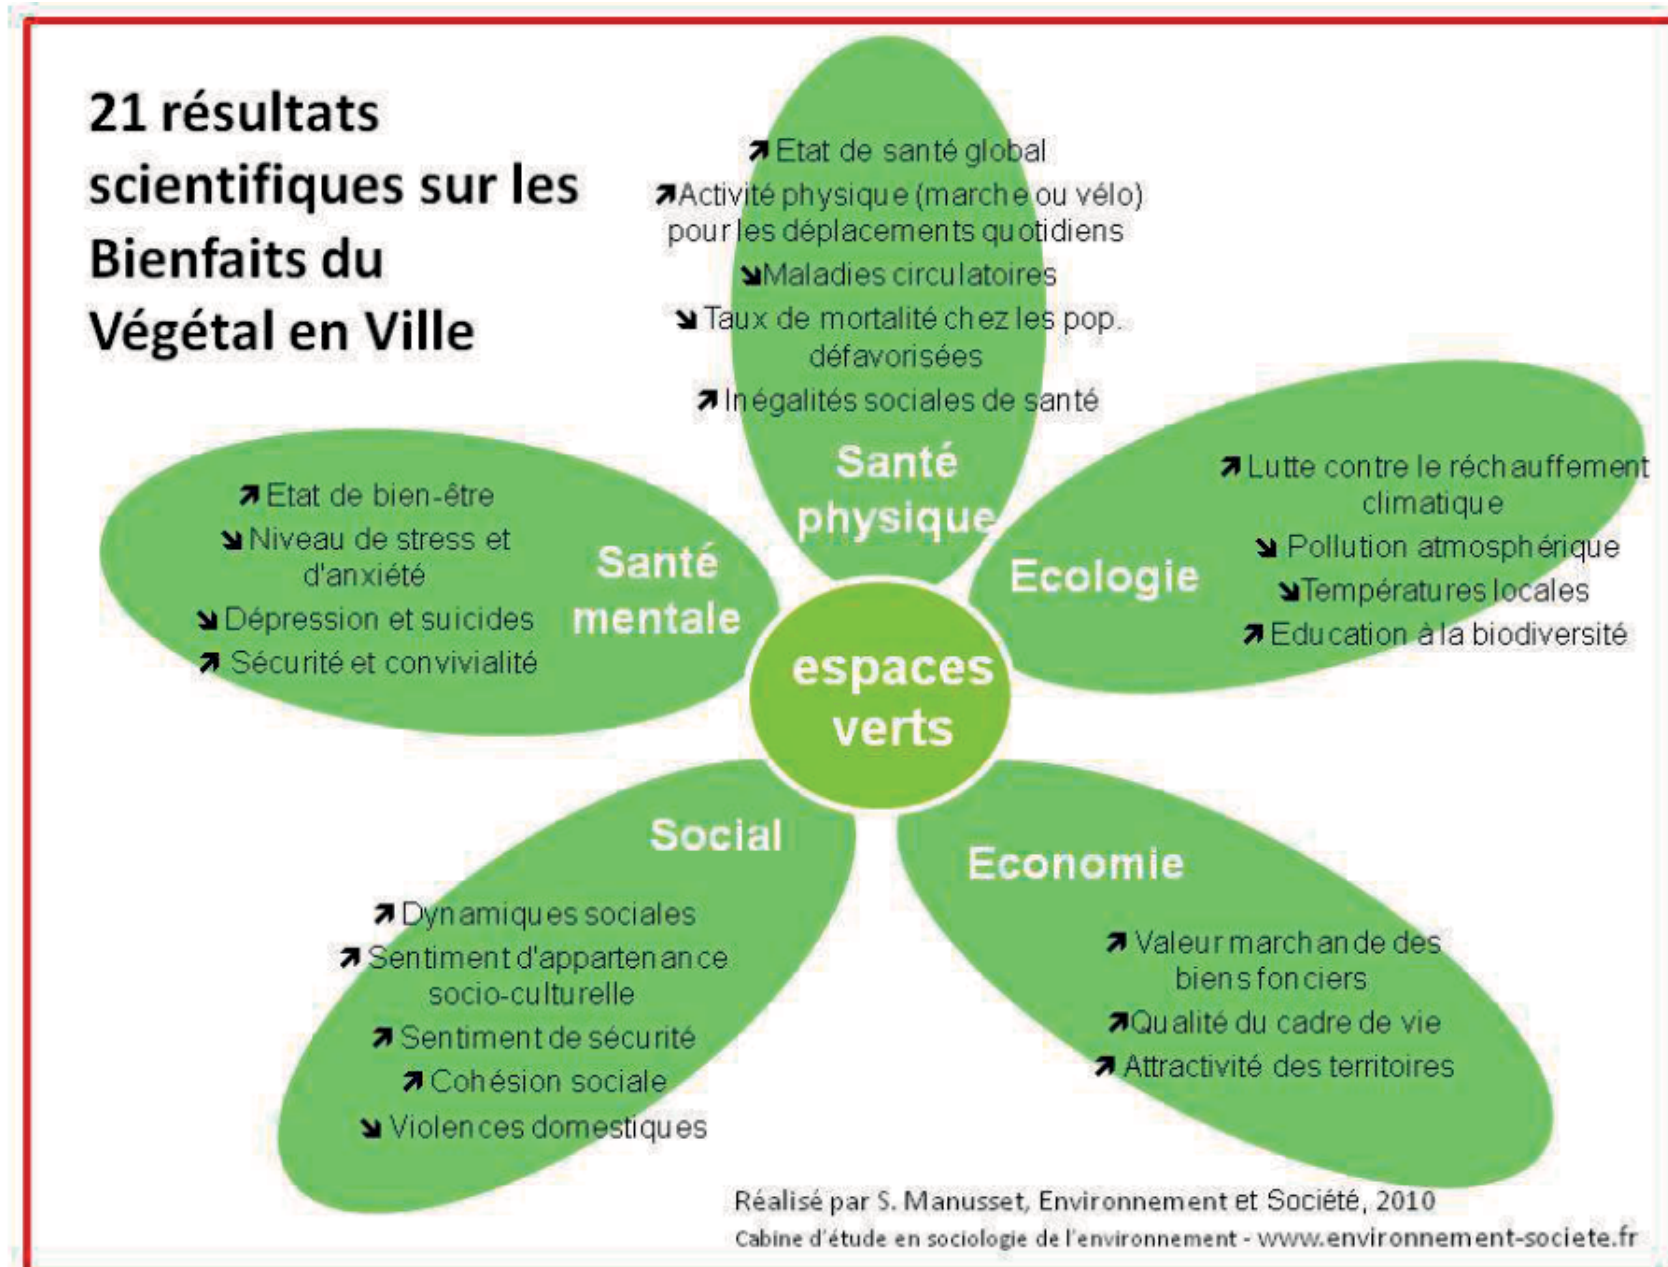 21 résultats
scientifiques sur les
Bienfaits du
Végétal en Ville
↗ Etat de santé global
↗Activité physique (marche ou vélo)
pour les déplacements quotidiens
↘Maladies circulatoires
↘ Taux de mortalité chez les pop.
défavorisées
↗ Inégalités sociales de santé
Santé
physique
↗ Etat de bien-être
↘ Niveau de stress et
d'anxiété
↘ Dépression et suicides
↗ Sécurité et convivialité
Santé
mentale
Ecologie
↗ Lutte contre le réchauffement
climatique
↘ Pollution atmosphérique
↘Températures locales
↗ Education à la biodiversité
espaces
verts
Social
↗ Dynamiques sociales
↗ Sentiment d'appartenance
socio-culturelle
↗ Sentiment de sécurité
↗ Cohésion sociale
↘ Violences domestiques
Economie
↗ Valeur marchande des
biens fonciers
↗Qualité du cadre de vie
↗ Attractivité des territoires
Réalisé par S. Manusset, Environnement et Société, 2010
Cabine d'étude en sociologie de l'environnement - www.environnement-societe.fr